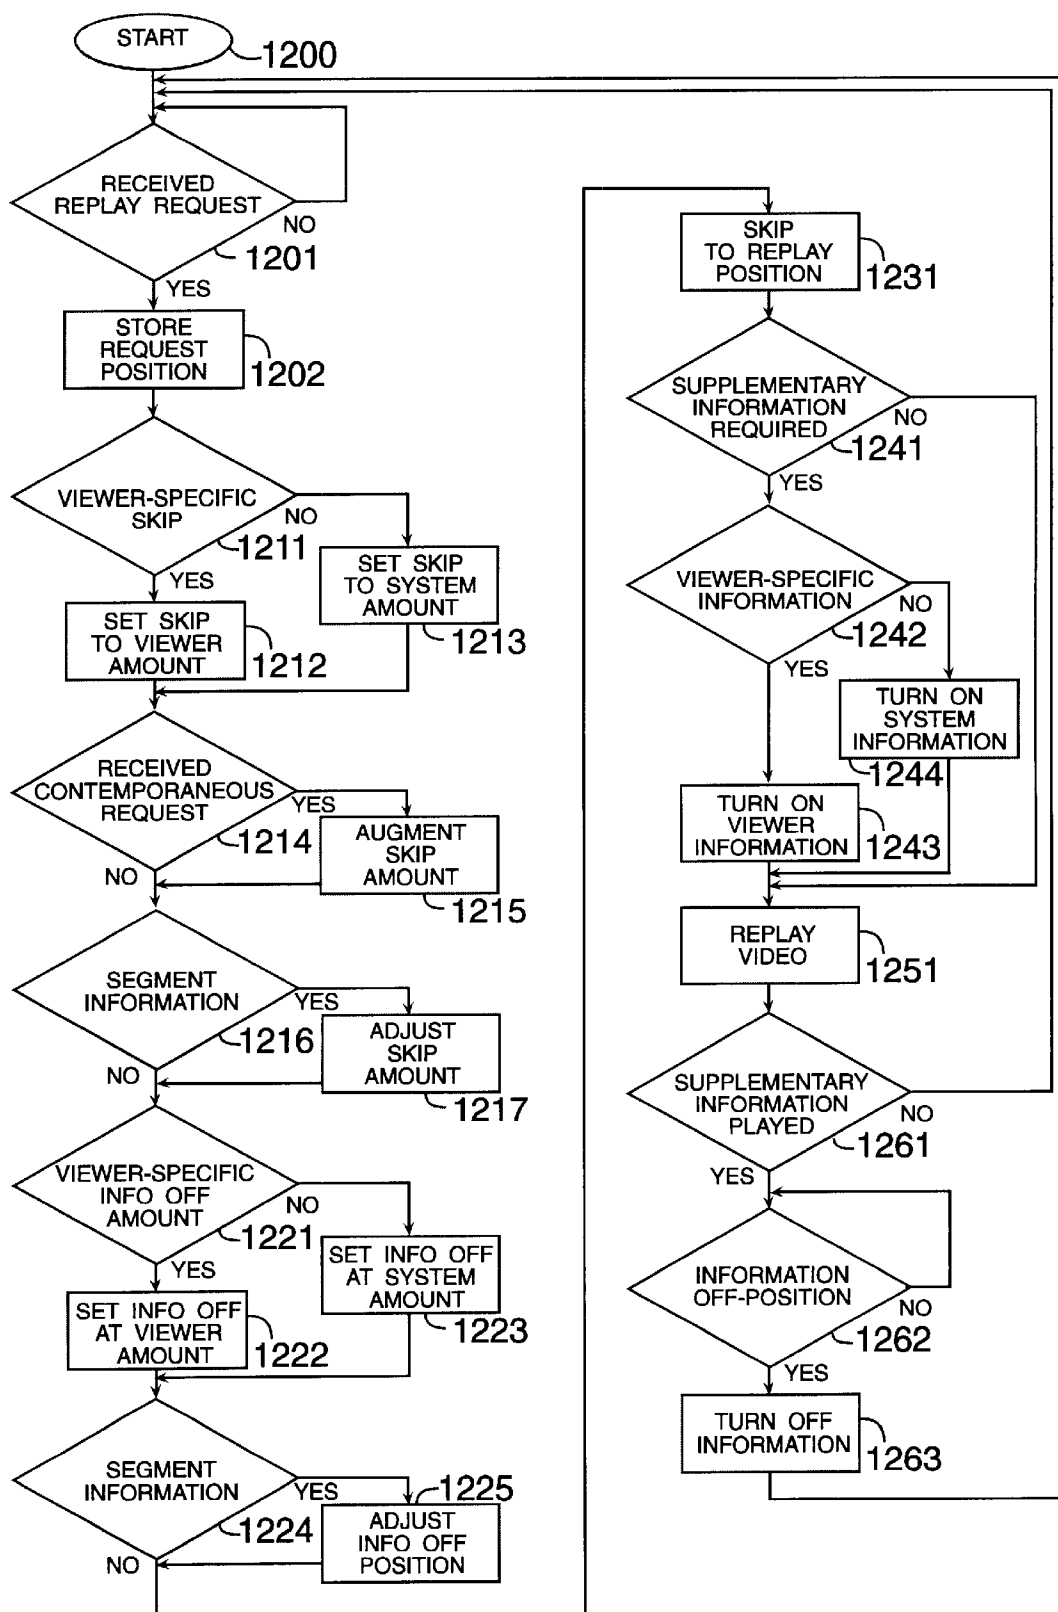 START
1200
RECEIVED
REPLAY REQUEST
NO
1201
YES
STORE
REQUEST
POSITION
1202
VIEWER-SPECIFIC
SKIP
NO
1211
YES
SET SKIP
TO SYSTEM
AMOUNT
1213
SET SKIP
TO VIEWER
AMOUNT
1212
RECEIVED
CONTEMPORANEOUS
REQUEST
YES
1214
NO
AUGMENT
SKIP
AMOUNT
1215
SEGMENT
INFORMATION
YES
1216
NO
ADJUST
SKIP
AMOUNT
1217
VIEWER-SPECIFIC
INFO OFF
AMOUNT
NO
1221
YES
SET INFO OFF
AT SYSTEM
AMOUNT
1223
SET INFO OFF
AT VIEWER
AMOUNT
1222
SEGMENT
INFORMATION
YES
1224
NO
1225
ADJUST
INFO OFF
POSITION
SKIP
TO REPLAY
POSITION
1231
SUPPLEMENTARY
INFORMATION
REQUIRED
NO
1241
YES
VIEWER-SPECIFIC
INFORMATION
NO
1242
YES
TURN ON
SYSTEM
INFORMATION
1244
TURN ON
VIEWER
INFORMATION
1243
REPLAY
VIDEO
1251
SUPPLEMENTARY
INFORMATION
PLAYED
NO
1261
YES
INFORMATION
OFF-POSITION
NO
1262
YES
TURN OFF
INFORMATION
1263